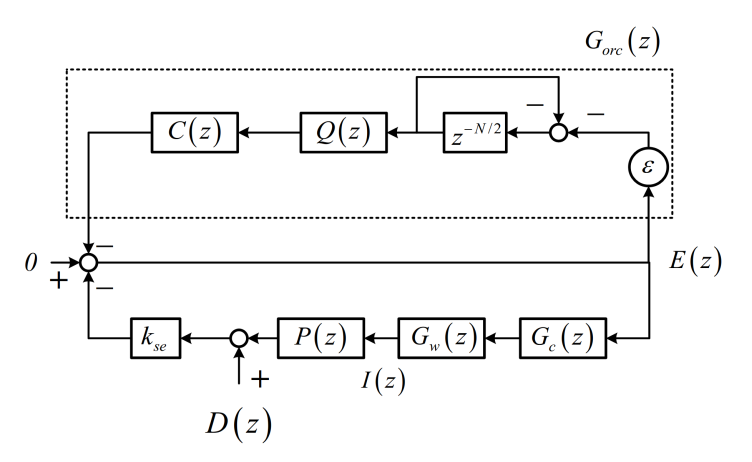 G_orc(z)
− −
C(z) Q(z) z^{-N/2}
ε
−
0 E(z)
+ −
k_se P(z) G_w(z) G_c(z)
+ I(z)
D(z)